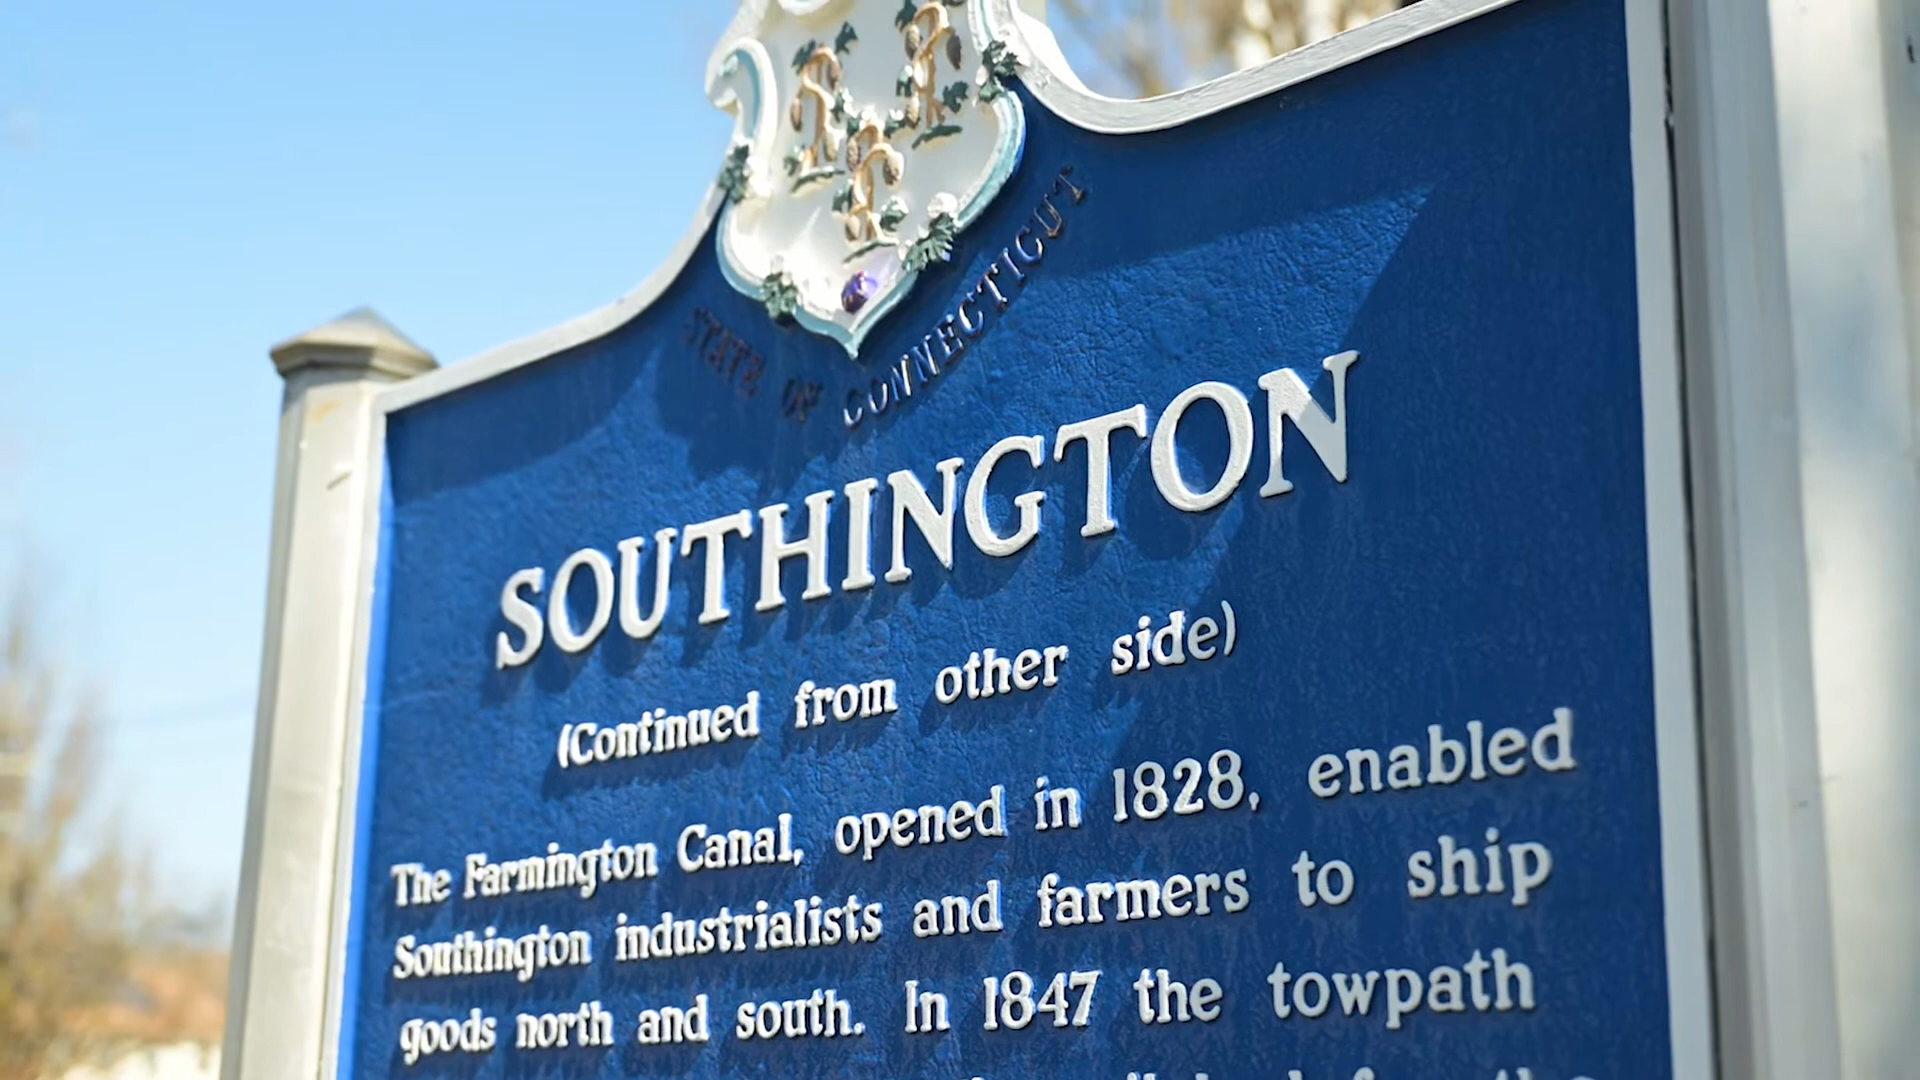 STATE OF CONNECTICUT
SOUTHINGTON
(Continued from other side)
The Farmington Canal, opened in 1828, enabled
Southington industrialists and farmers to ship
goods north and south. In 1847 the towpath